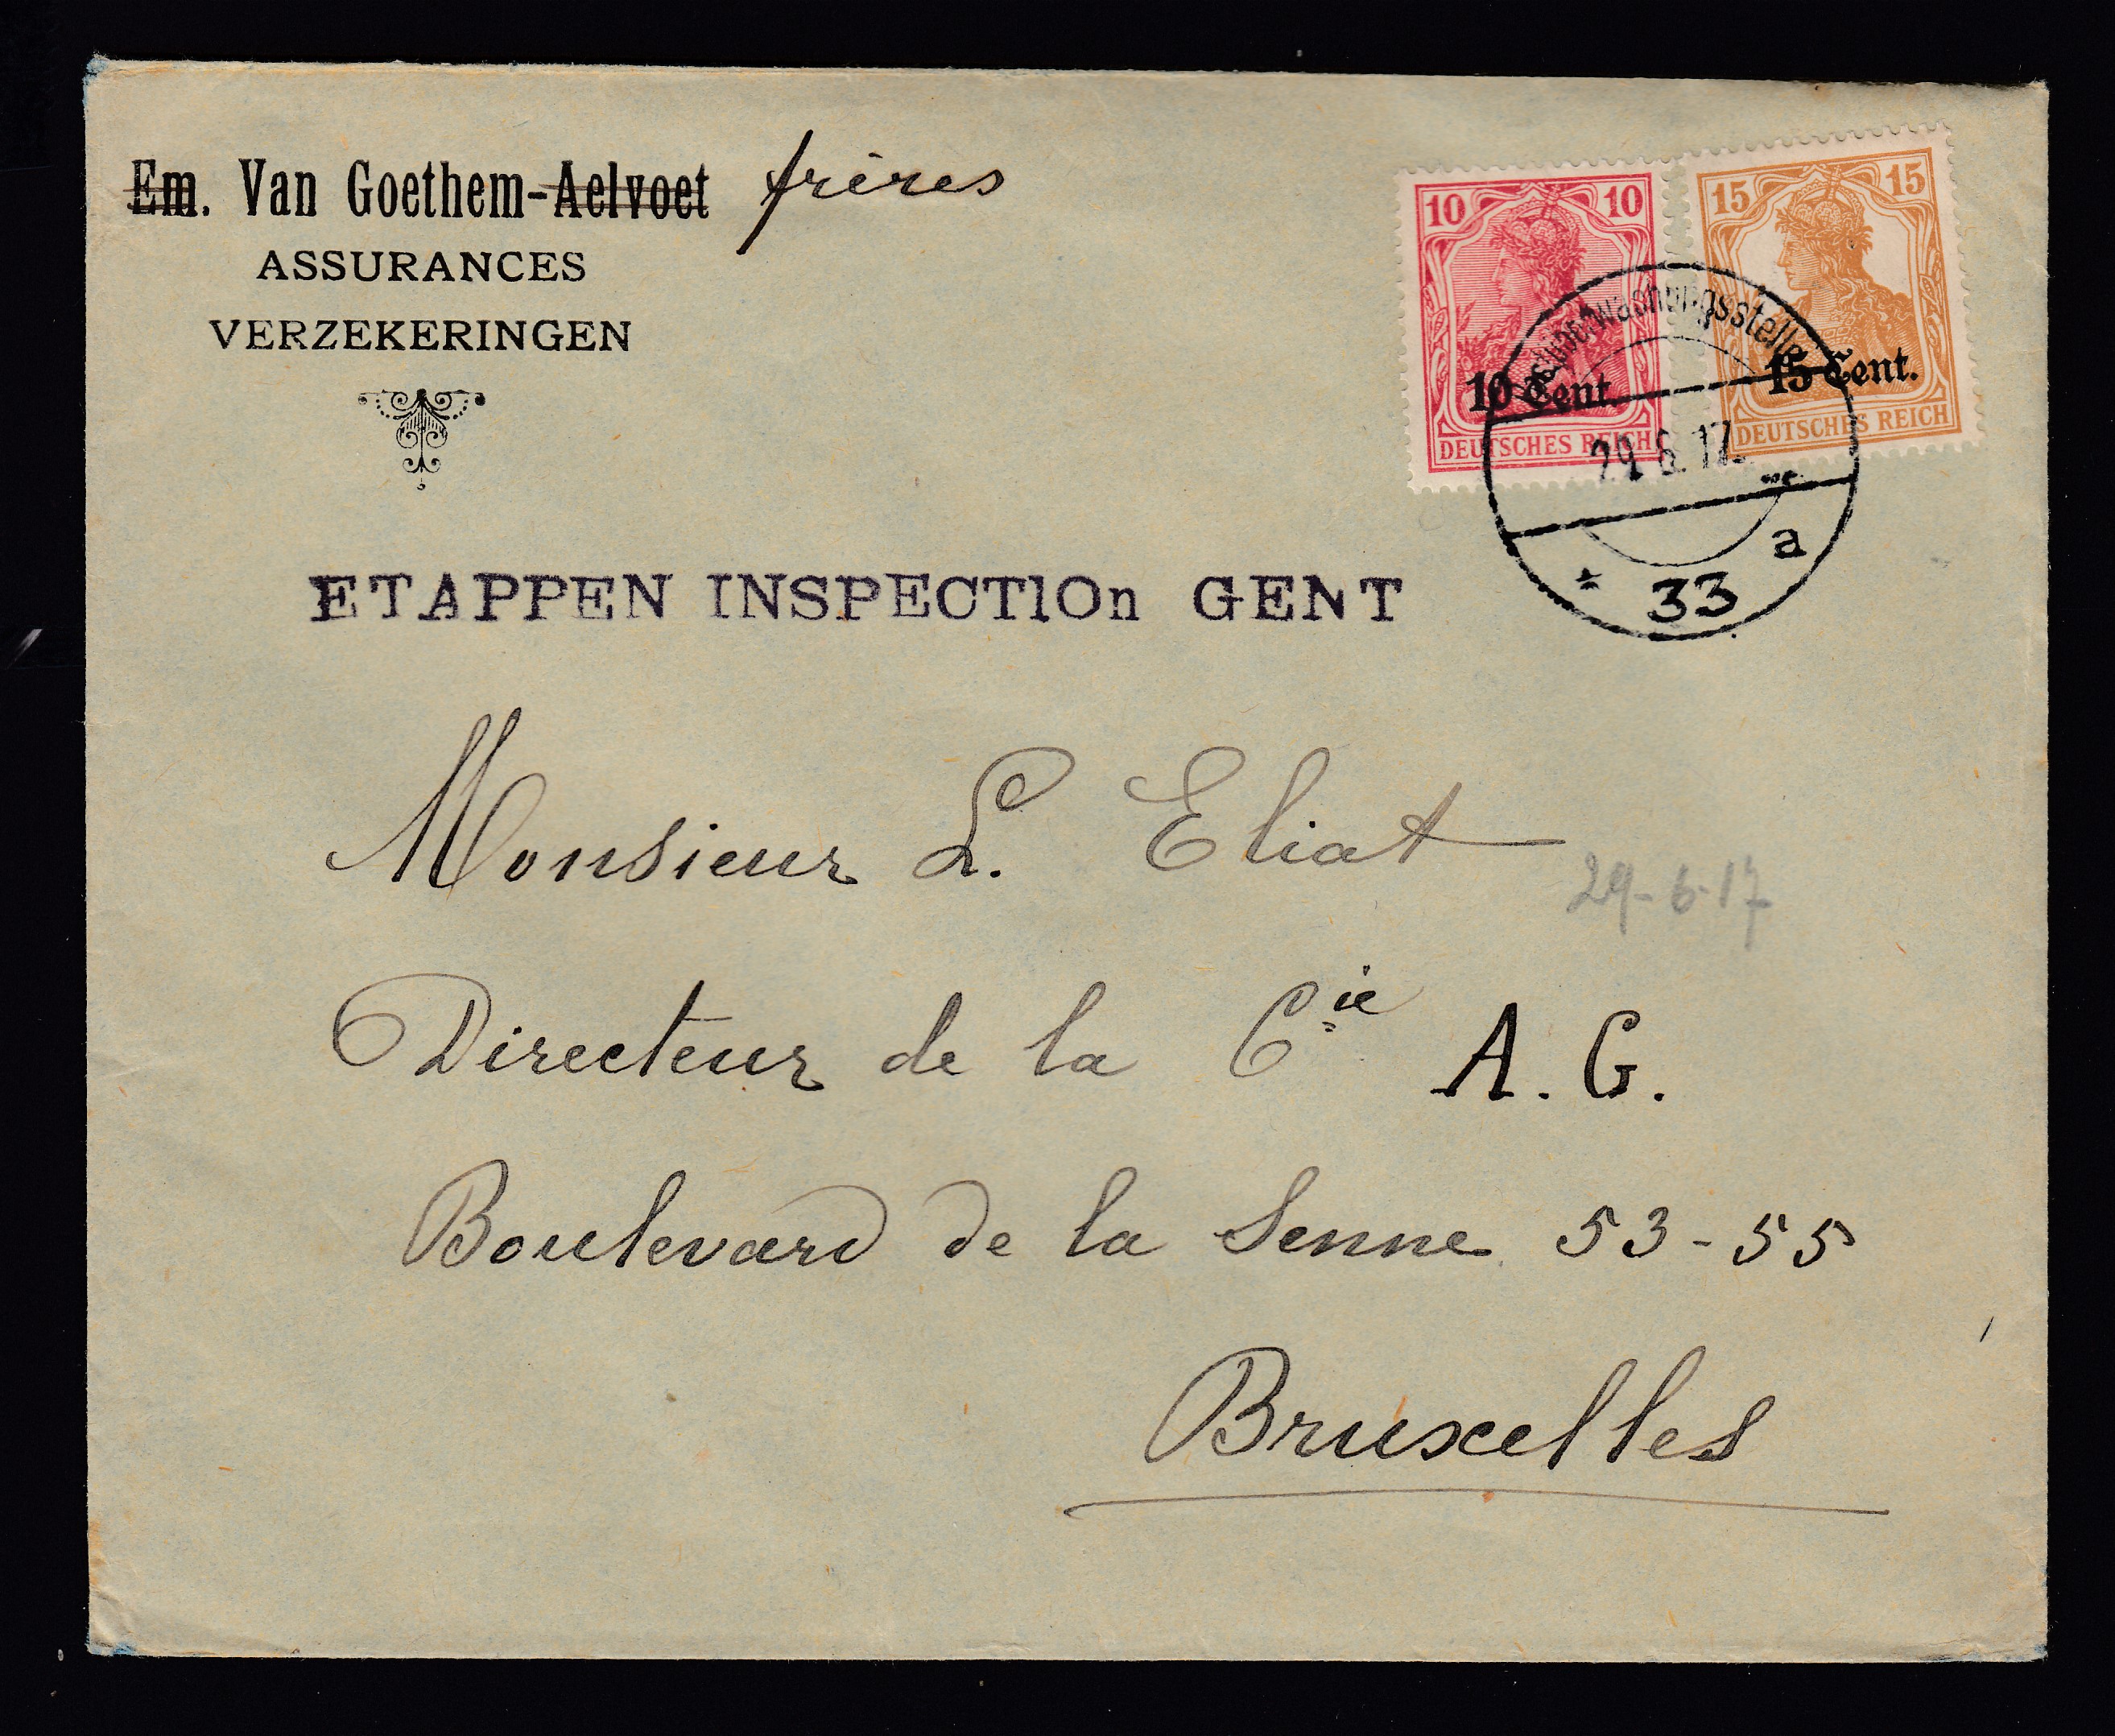 Em. Van Goethem-Aelvoet frères
ASSURANCES
VERZEKERINGEN
10 10
10 Cent.
DEUTSCHES REICH
15 15
15 Cent.
DEUTSCHES REICH
29.6.17.
a
* 33
ETAPPEN INSPECTIOn GENT
Monsieur L. Eliat
29-6-17
Directeur de la Cie A. G.
Boulevard de la Senne 53-55
Bruxelles